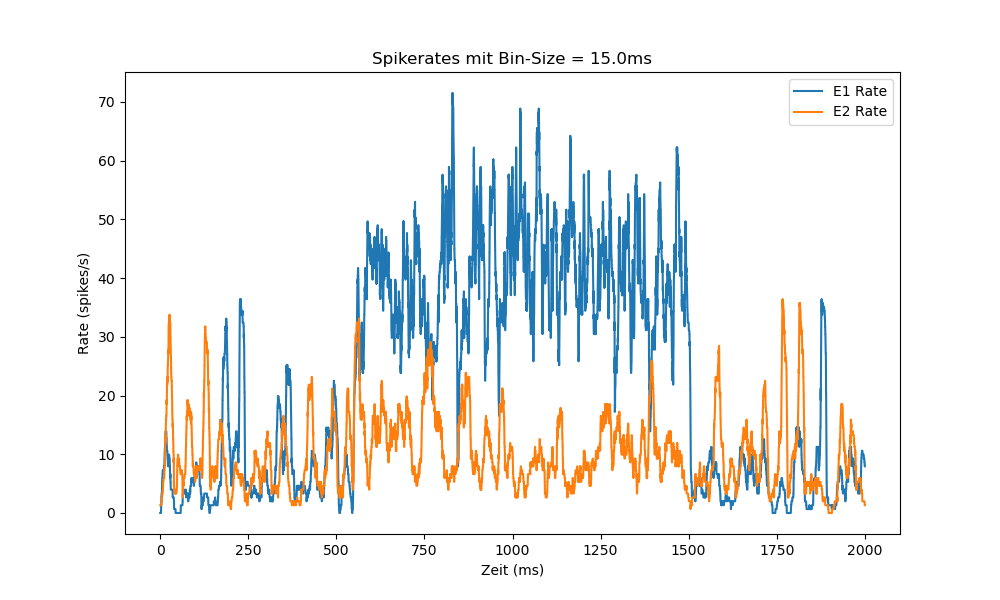 Spikerates mit Bin-Size = 15.0ms
E1 Rate
E2 Rate
70
60
50
40
30
20
10
0
Rate (spikes/s)
0 250 500 750 1000 1250 1500 1750 2000
Zeit (ms)